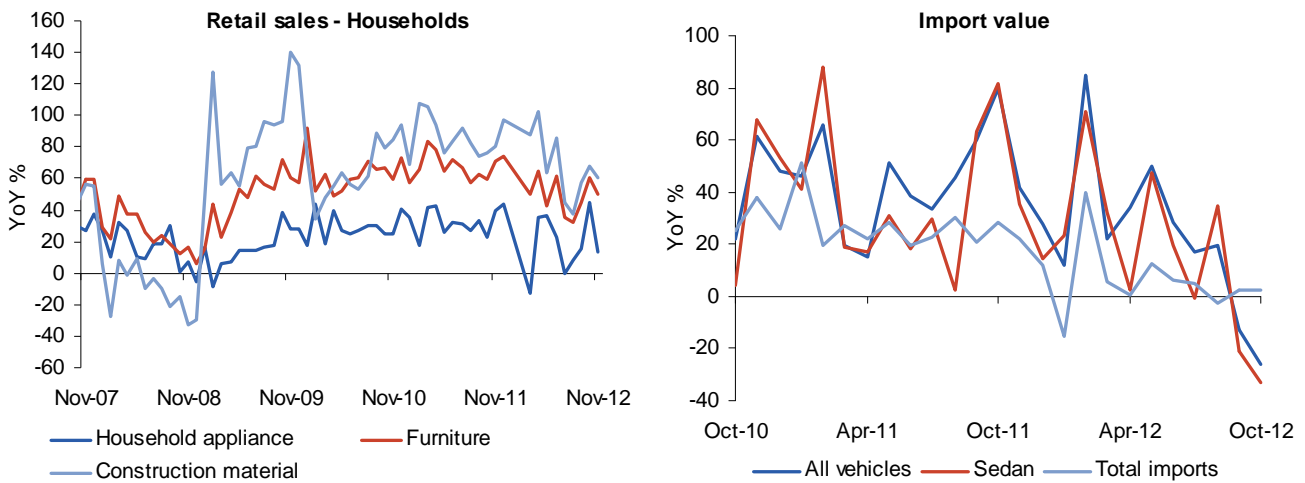 Retail sales - Households
YoY %
160
140
120
100
80
60
40
20
0
-20
-40
-60
Nov-07 Nov-08 Nov-09 Nov-10 Nov-11 Nov-12
Household appliance Furniture
Construction material
Import value
YoY %
100
80
60
40
20
0
-20
-40
Oct-10 Apr-11 Oct-11 Apr-12 Oct-12
All vehicles Sedan Total imports